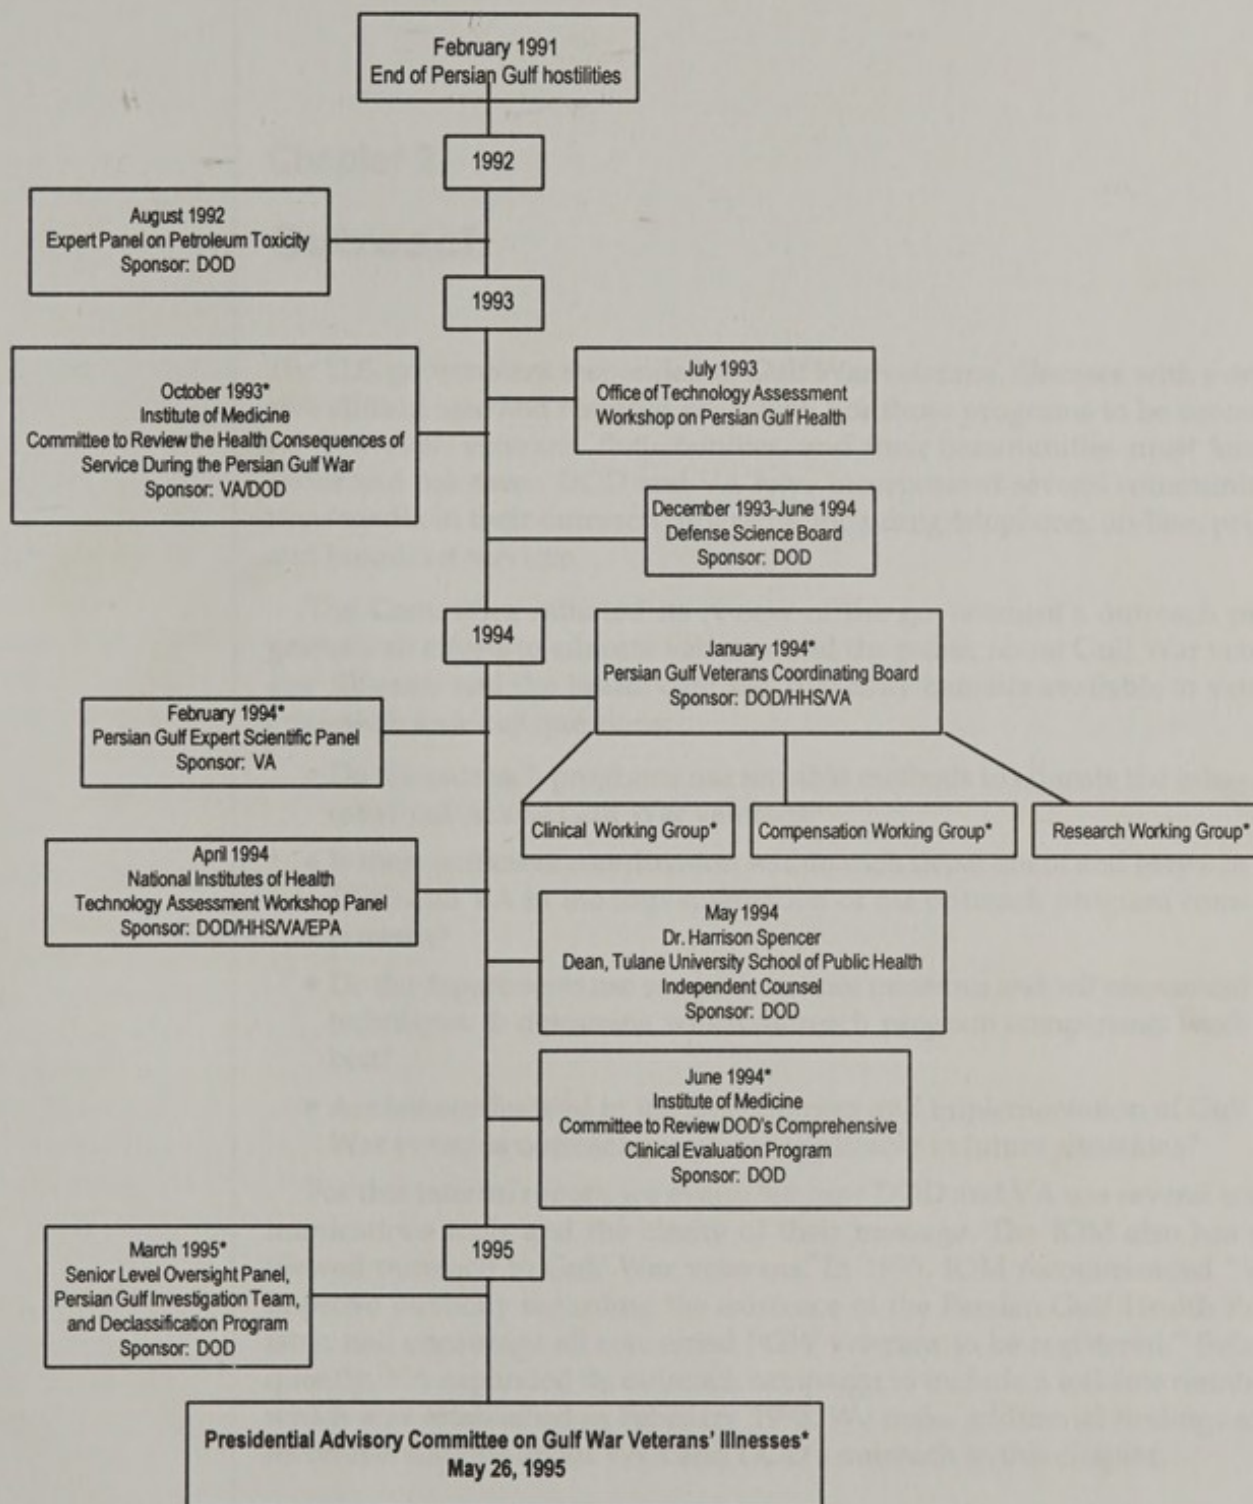 February 1991
End of Persian Gulf hostilities
1992
August 1992
Expert Panel on Petroleum Toxicity
Sponsor: DOD
1993
July 1993
Office of Technology Assessment
Workshop on Persian Gulf Health
October 1993*
Institute of Medicine
Committee to Review the Health Consequences of
Service During the Persian Gulf War
Sponsor: VA/DOD
December 1993-June 1994
Defense Science Board
Sponsor: DOD
1994
January 1994*
Persian Gulf Veterans Coordinating Board
Sponsor: DOD/HHS/VA
February 1994*
Persian Gulf Expert Scientific Panel
Sponsor: VA
Clinical Working Group*
Compensation Working Group*
Research Working Group*
April 1994
National Institutes of Health
Technology Assessment Workshop Panel
Sponsor: DOD/HHS/VA/EPA
May 1994
Dr. Harrison Spencer
Dean, Tulane University School of Public Health
Independent Counsel
Sponsor: DOD
June 1994*
Institute of Medicine
Committee to Review DOD's Comprehensive
Clinical Evaluation Program
Sponsor: DOD
1995
March 1995*
Senior Level Oversight Panel,
Persian Gulf Investigation Team,
and Declassification Program
Sponsor: DOD
Presidential Advisory Committee on Gulf War Veterans' Illnesses*
May 26, 1995